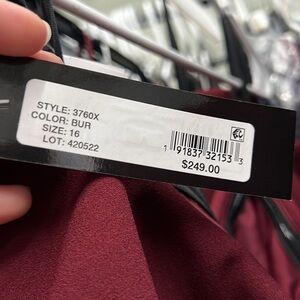 STYLE: 3760X
COLOR: BUR
SIZE: 16
LOT: 420522
1 91837 32153 3
$249.00